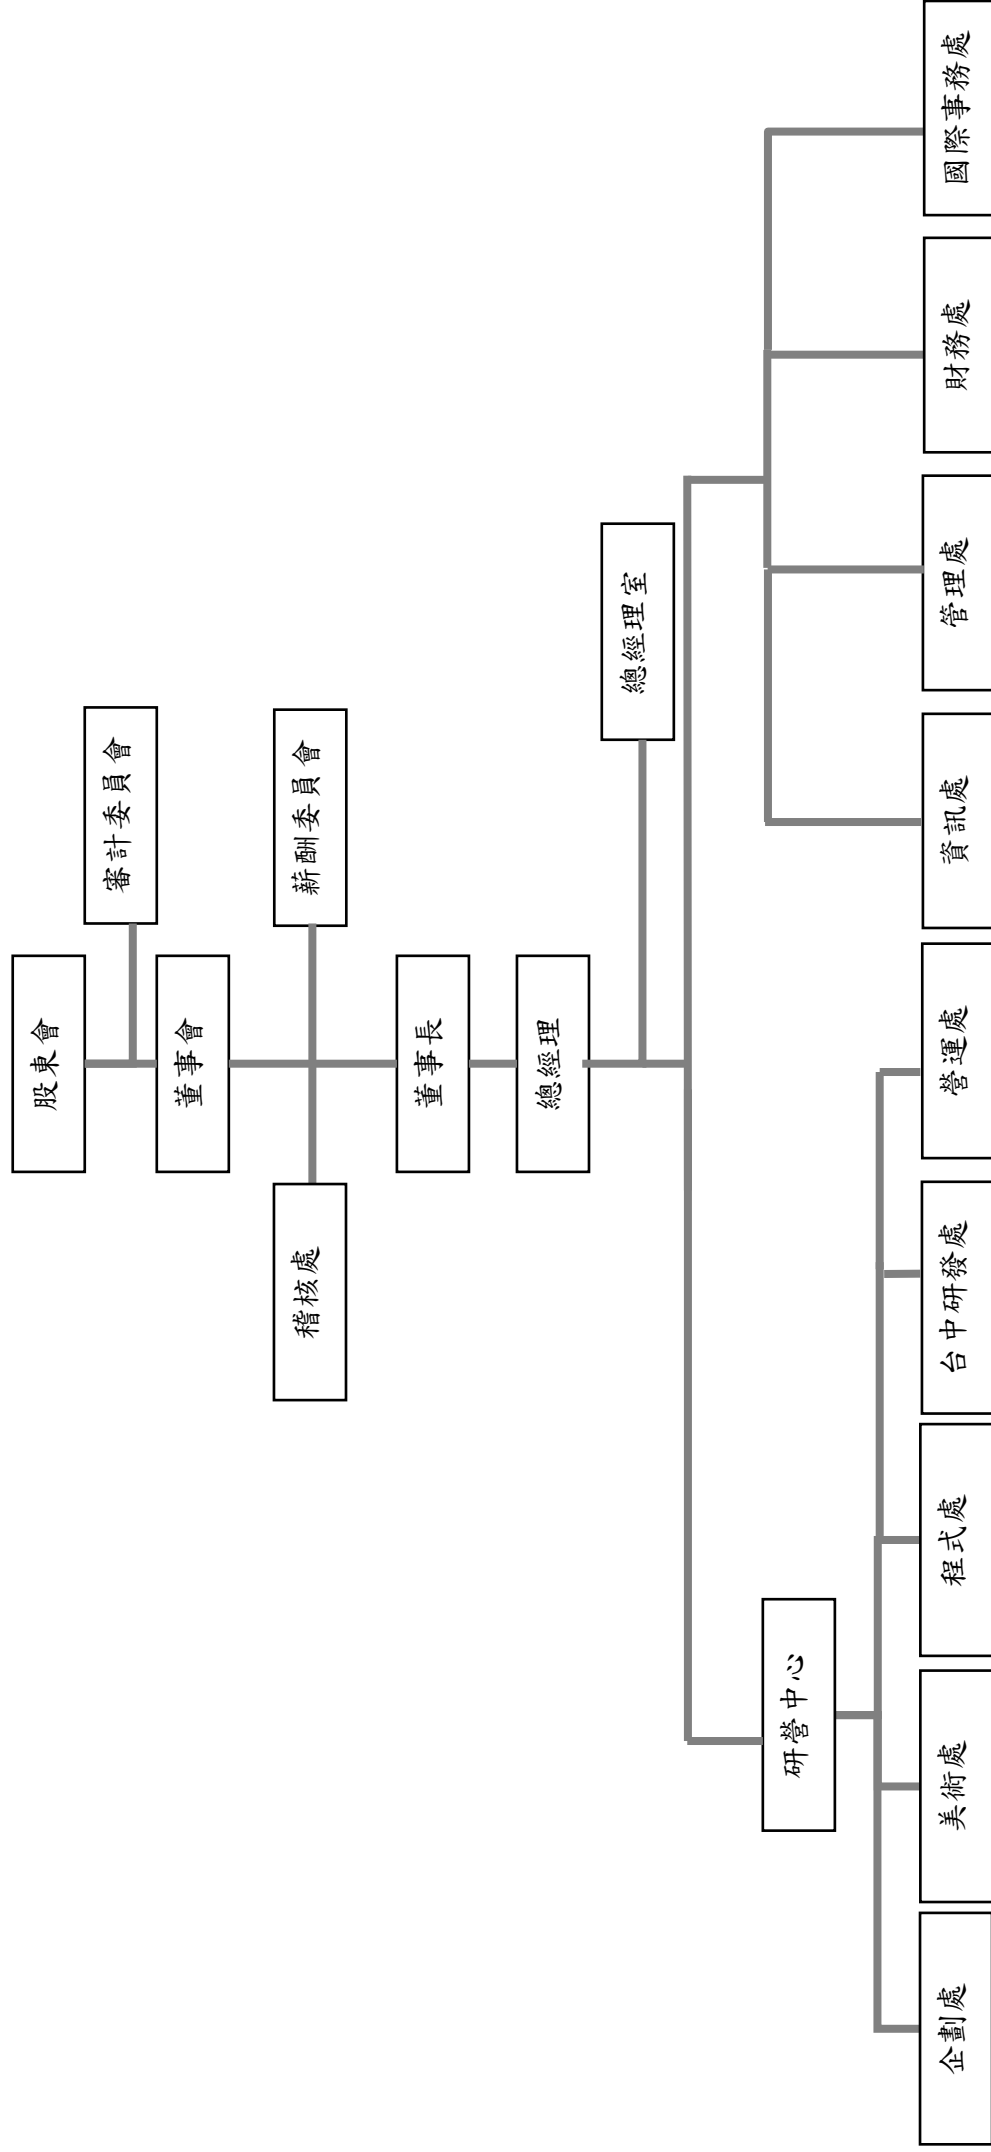 股東會
審計委員會
董事會
稽核處
薪酬委員會
董事長
總經理
總經理室
研營中心
企劃處
美術處
程式處
台中研發處
營運處
資訊處
管理處
財務處
國際事務處